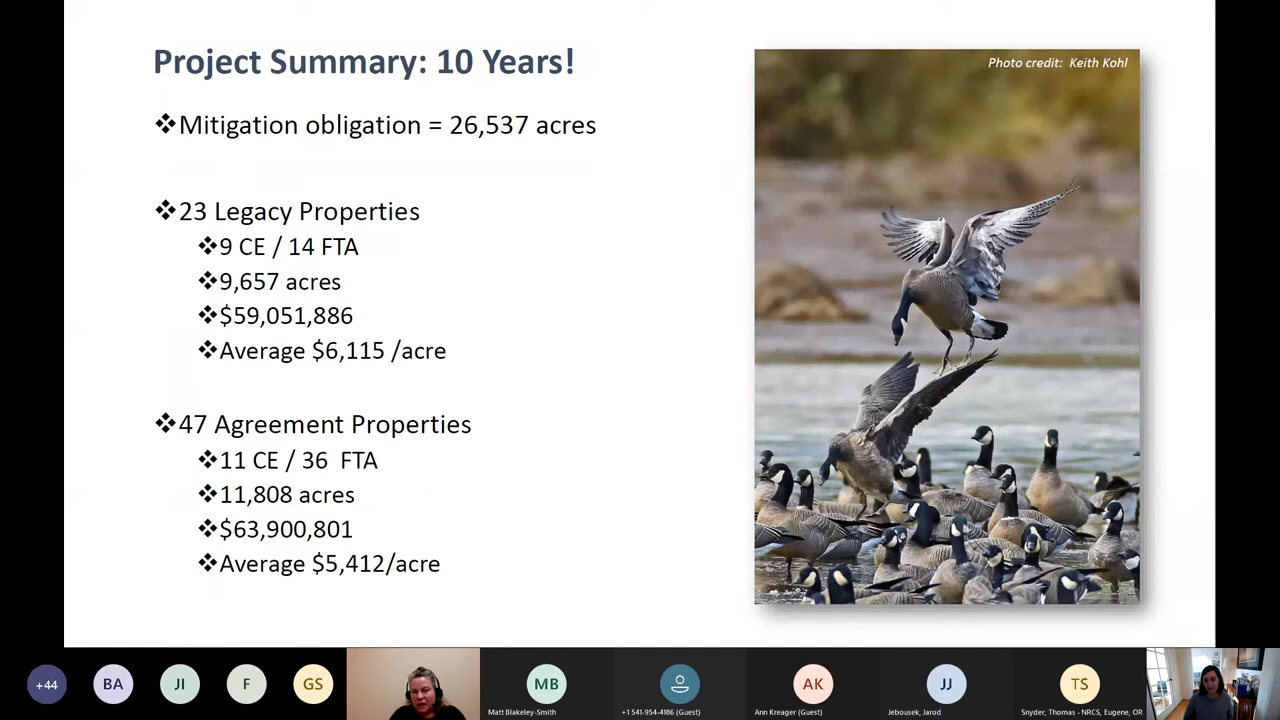 Project Summary: 10 Years!
Photo credit: Keith Kohl
❖Mitigation obligation = 26,537 acres
❖23 Legacy Properties
❖9 CE / 14 FTA
❖9,657 acres
❖$59,051,886
❖Average $6,115 /acre
❖47 Agreement Properties
❖11 CE / 36 FTA
❖11,808 acres
❖$63,900,801
❖Average $5,412/acre
+44
BA
JI
F
GS
MB
AK
JJ
TS
Matt Blakeley-Smith
+1 541-954-4186 (Guest)
Ann Kreager (Guest)
Jebousek, Jarod
Snyder, Thomas - NRCS, Eugene, OR